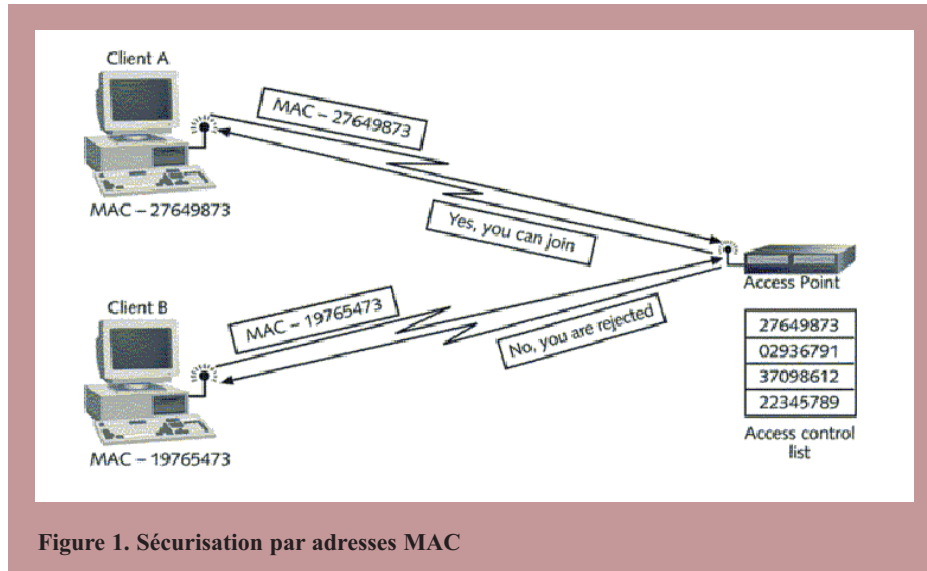 Client A
MAC – 27649873
MAC – 27649873
Yes, you can join
Access Point
Client B
MAC – 19765473
No, you are rejected
MAC – 19765473
27649873
02936791
37098612
22345789
Access control
list
Figure 1. Sécurisation par adresses MAC